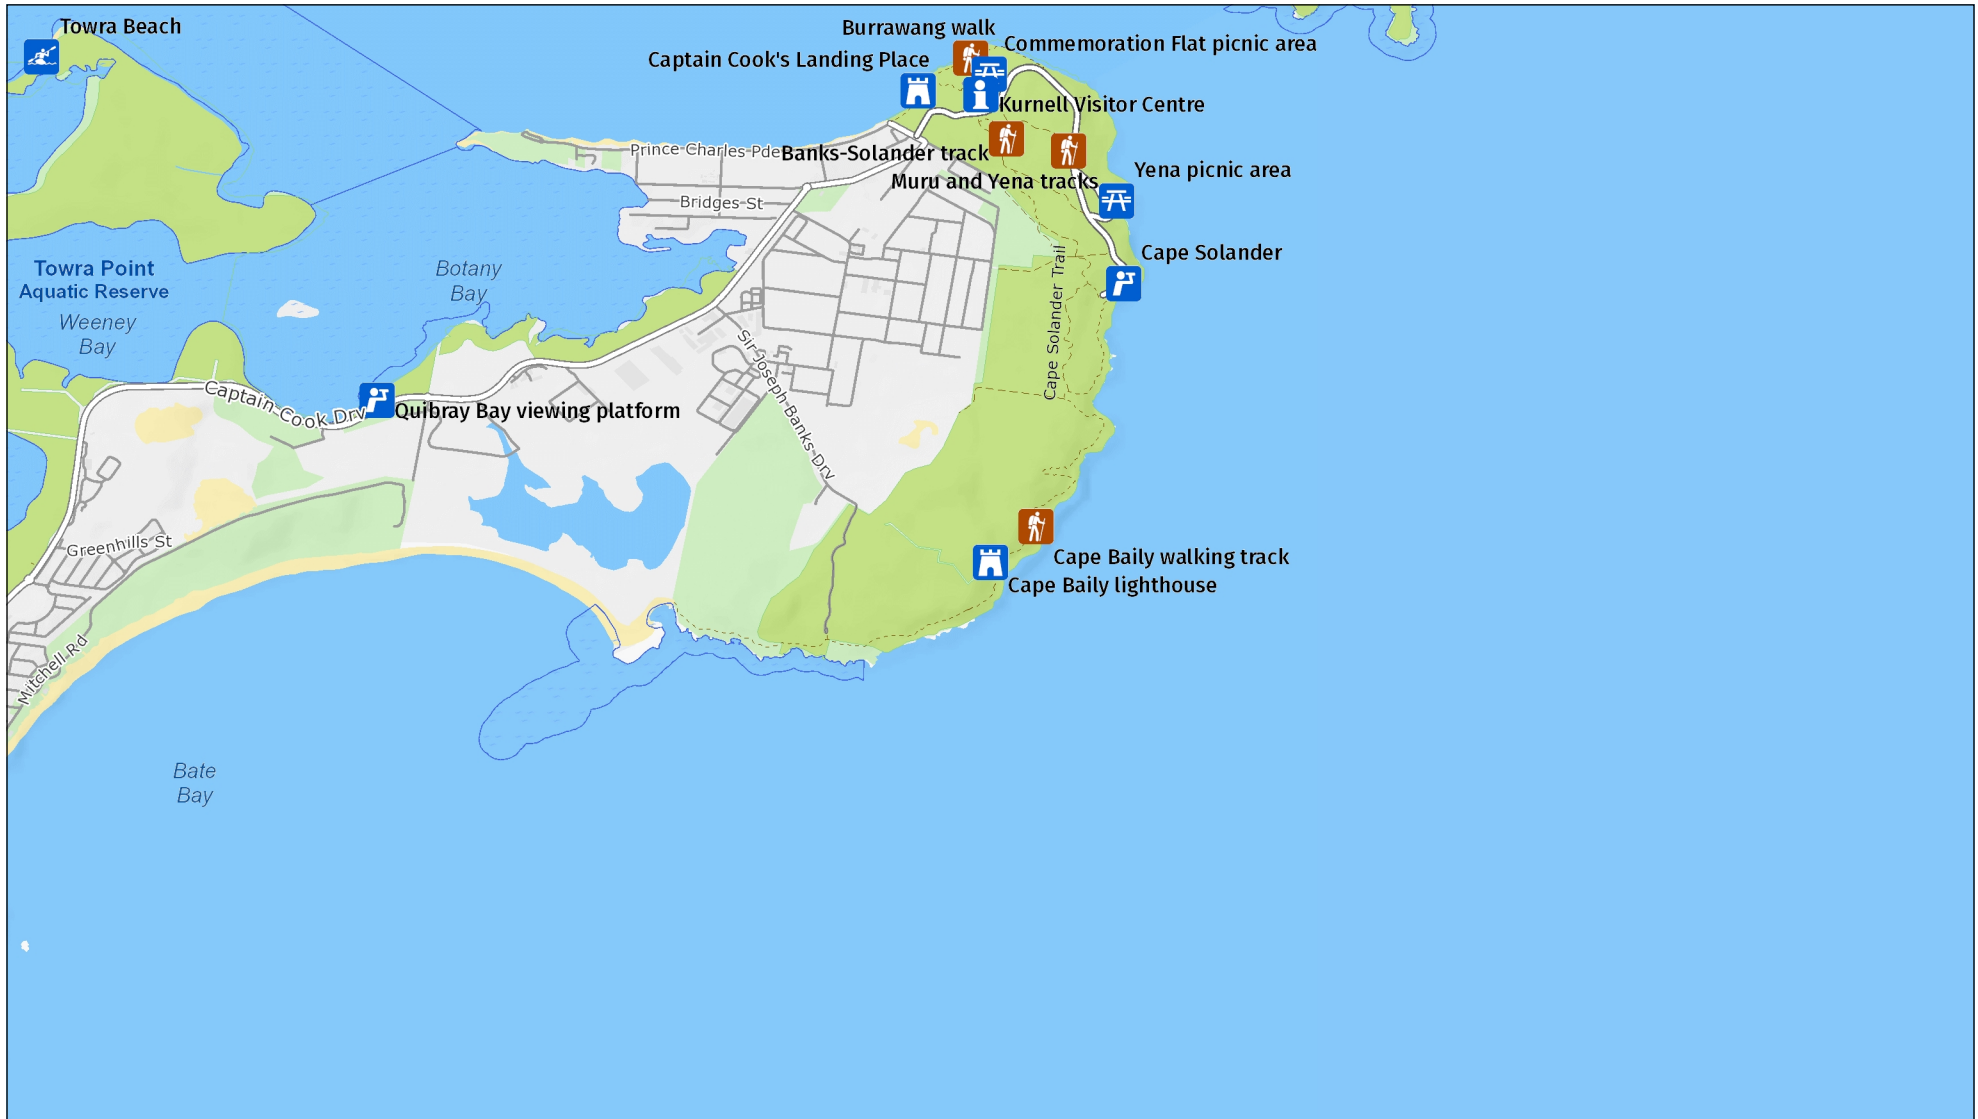 Towra Beach
Burrawang walk
Commemoration Flat picnic area
Captain Cook's Landing Place
Kurnell Visitor Centre
Prince Charles Pde
Banks-Solander track
Muru and Yena tracks
Yena picnic area
Bridges St
Cape Solander
Towra Point
Aquatic Reserve
Botany
Bay
Weeney
Bay
Cape Solander Trail
Sir Joseph Banks Drv
Captain Cook Drv
Quibray Bay viewing platform
Greenhills St
Cape Baily walking track
Cape Baily lighthouse
Mitchell Rd
Bate
Bay